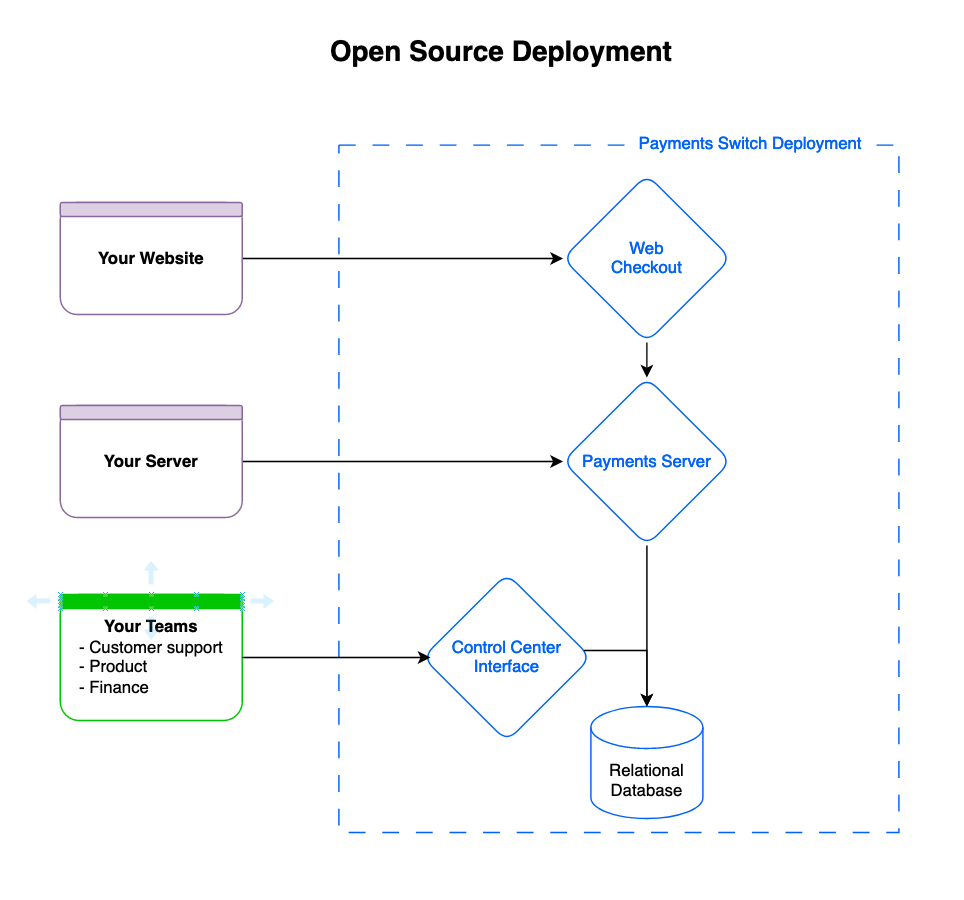 Open Source Deployment
Payments Switch Deployment
Your Website
Web
Checkout
Your Server
Payments Server
Your Teams
- Customer support
- Product
- Finance
Control Center
Interface
Relational
Database